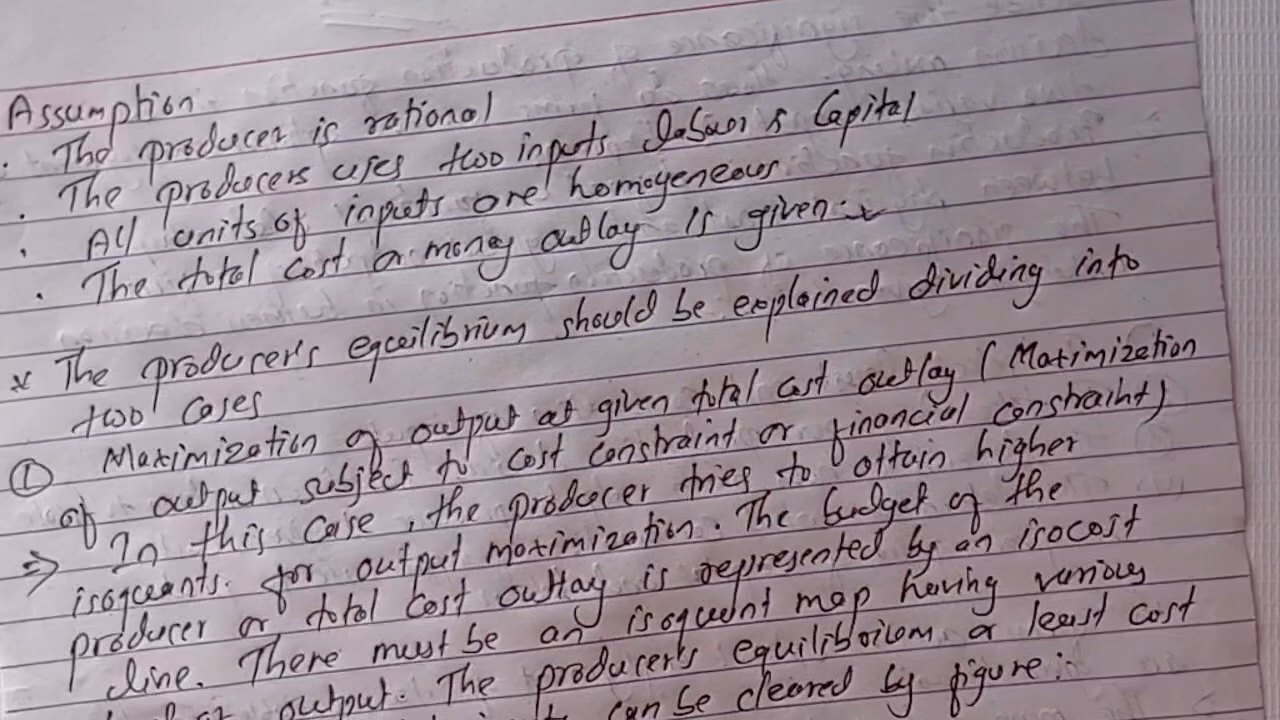 Assumption
. The producer is rational
. The producers uses two inputs labour & Capital
. All units of inputs are homogeneous
. The total cost or money outlay is given :-
* The producer's equilibrium should be explained dividing into
two cases
① Maximization of output at given total cost outlay (Maximization
of output subject to cost constraint or financial constraint)
⇒ In this case, the producer tries to attain higher
isoquants. for output maximization. The budget of the
producer or total cost outlay is represented by an isocost
line. There must be an isoquant map having various
output. The producer's equilibrium or least cost
can be cleared by figure :-